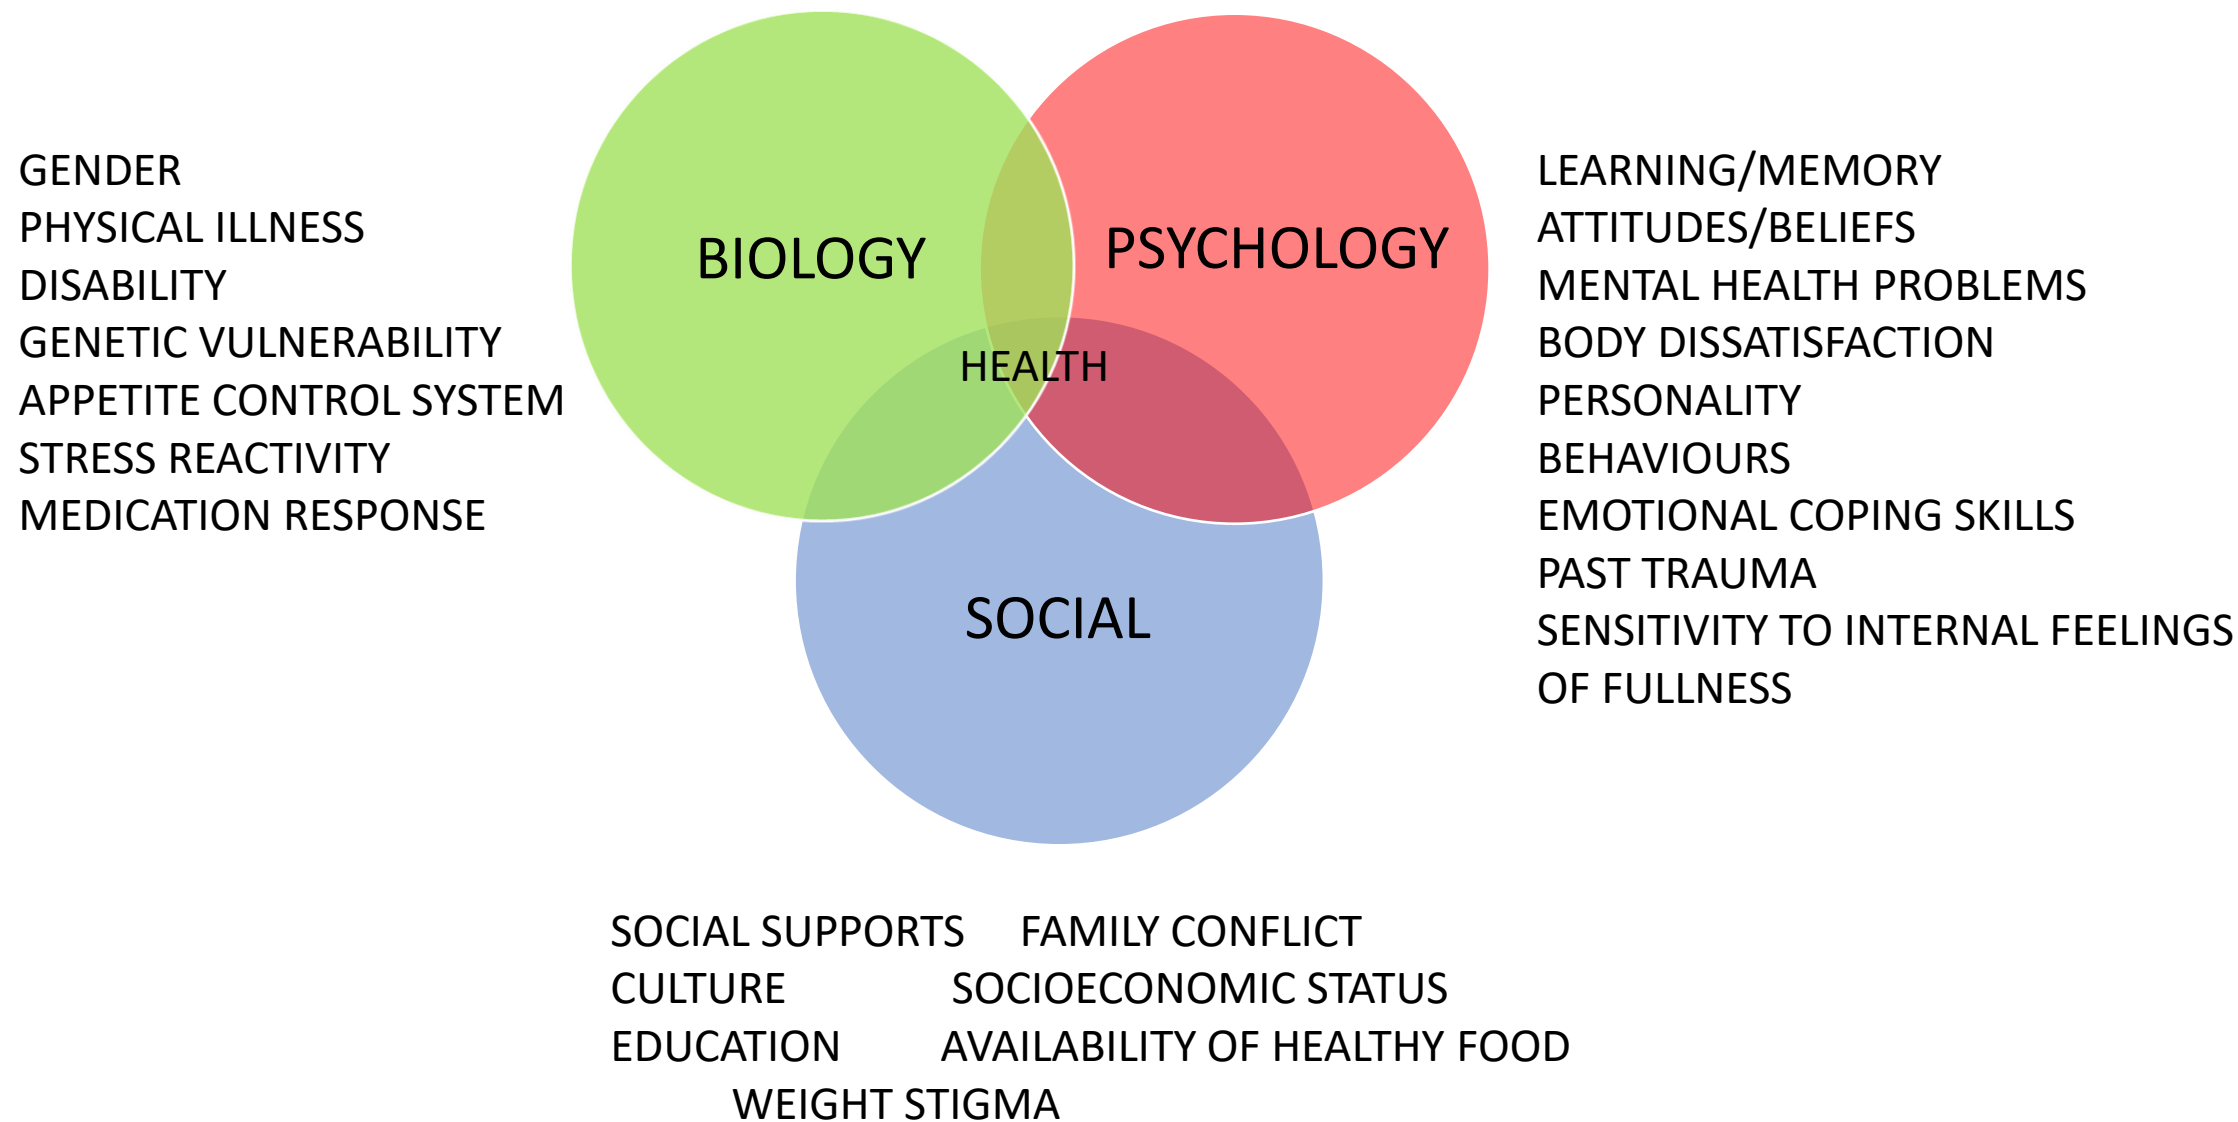 GENDER
PHYSICAL ILLNESS
DISABILITY
GENETIC VULNERABILITY
APPETITE CONTROL SYSTEM
STRESS REACTIVITY
MEDICATION RESPONSE
BIOLOGY
PSYCHOLOGY
HEALTH
SOCIAL
LEARNING/MEMORY
ATTITUDES/BELIEFS
MENTAL HEALTH PROBLEMS
BODY DISSATISFACTION
PERSONALITY
BEHAVIOURS
EMOTIONAL COPING SKILLS
PAST TRAUMA
SENSITIVITY TO INTERNAL FEELINGS
OF FULLNESS
SOCIAL SUPPORTS FAMILY CONFLICT
CULTURE SOCIOECONOMIC STATUS
EDUCATION AVAILABILITY OF HEALTHY FOOD
WEIGHT STIGMA